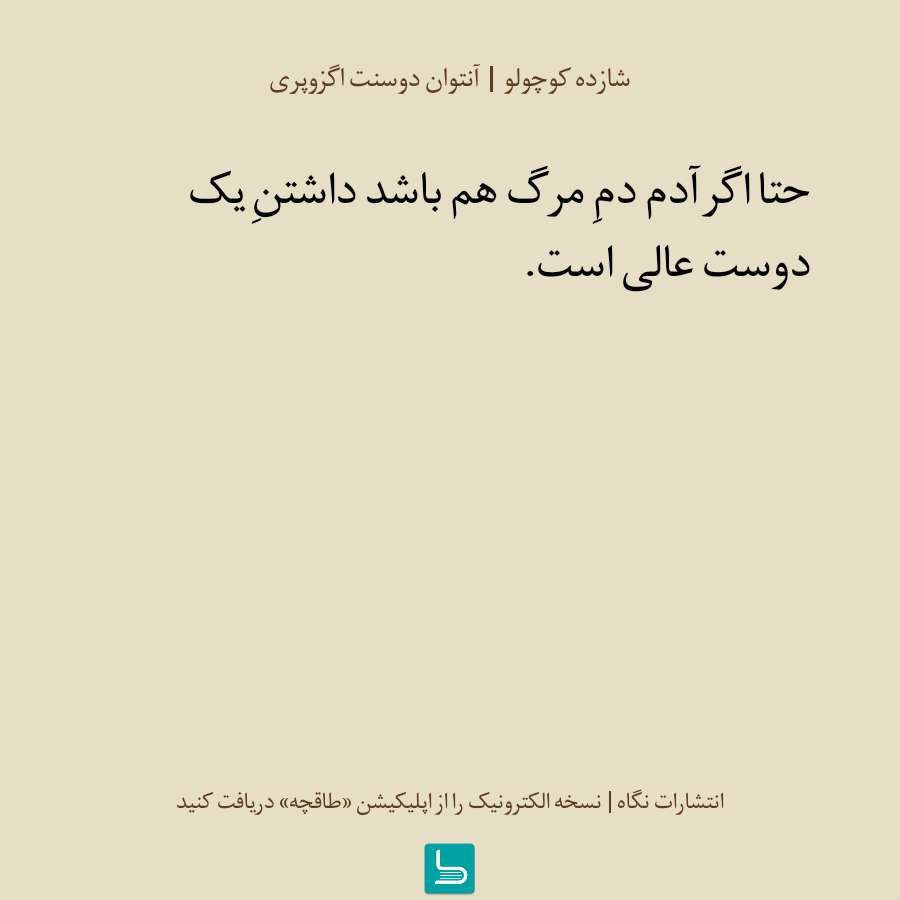 شازده کوچولو | آنتوان دوسنت اگزوپری
حتا اگر آدم دمِ مرگ هم باشد داشتنِ یک
دوست عالی است.
انتشارات نگاه | نسخه الکترونیک را از اپلیکیشن «طاقچه» دریافت کنید